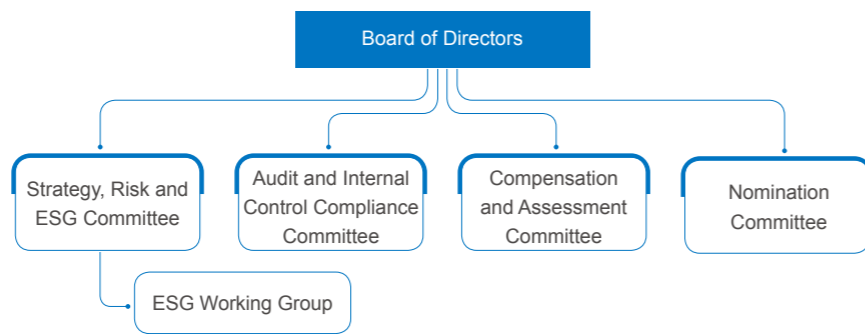 Board of Directors
Strategy, Risk and
ESG Committee
Audit and Internal
Control Compliance
Committee
Compensation
and Assessment
Committee
Nomination
Committee
ESG Working Group